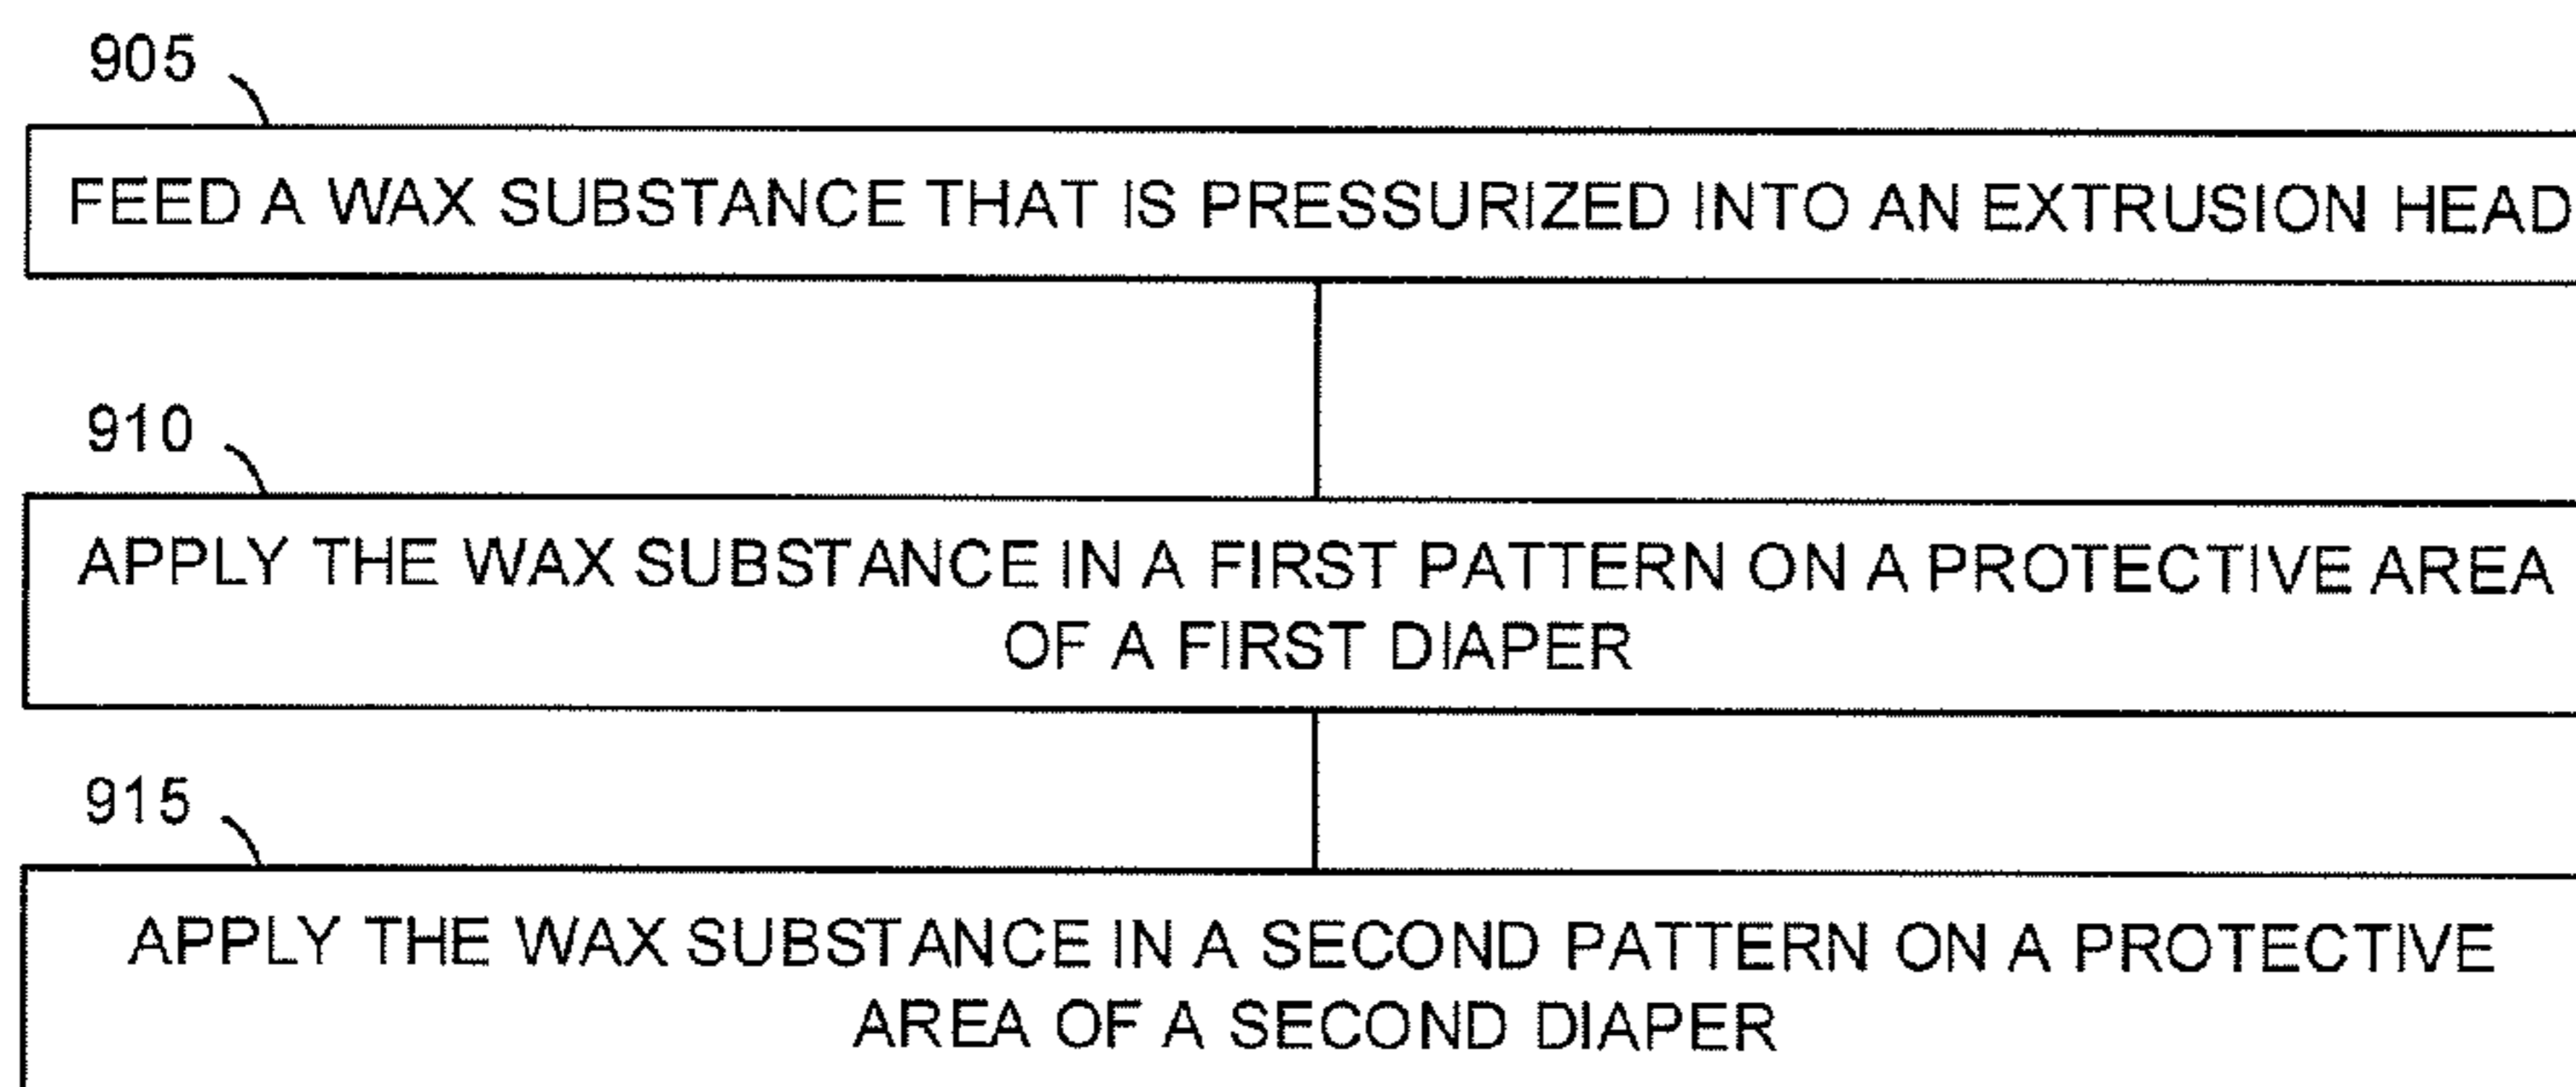 905
FEED A WAX SUBSTANCE THAT IS PRESSURIZED INTO AN EXTRUSION HEAD
910
APPLY THE WAX SUBSTANCE IN A FIRST PATTERN ON A PROTECTIVE AREA
OF A FIRST DIAPER
915
APPLY THE WAX SUBSTANCE IN A SECOND PATTERN ON A PROTECTIVE
AREA OF A SECOND DIAPER